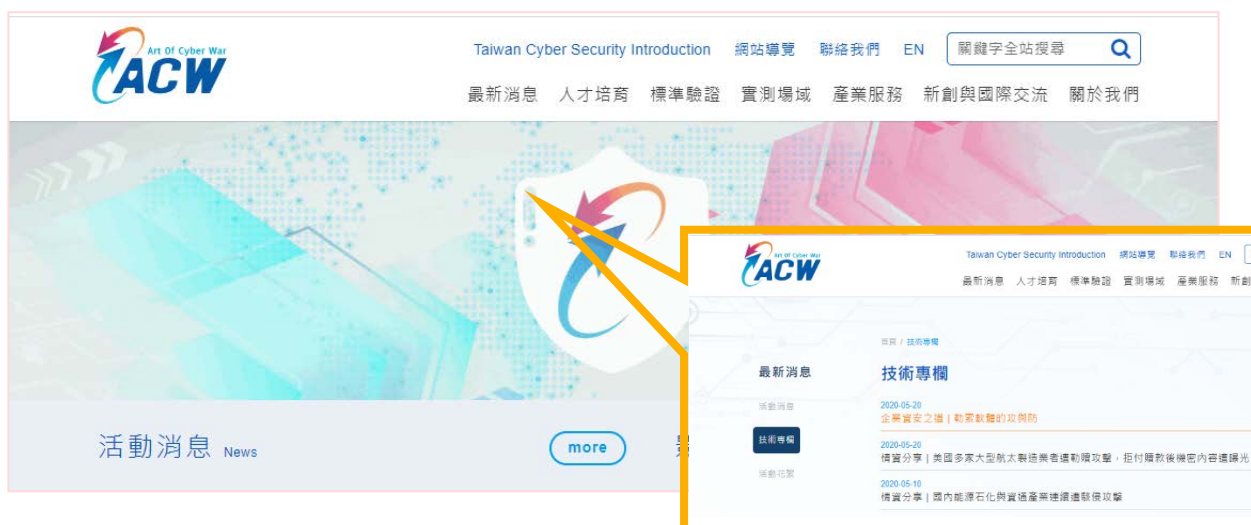 Art Of Cyber War
ACW
Taiwan Cyber Security Introduction 網站導覽 聯絡我們 EN 關鍵字全站搜尋
最新消息 人才培育 標準驗證 實測場域 產業服務 新創與國際交流 關於我們
活動消息 News
more
Art Of Cyber War
ACW
Taiwan Cyber Security Introduction 網站導覽 聯絡我們 EN
最新消息 人才培育 標準驗證 實測場域 產業服務 新創
首頁 / 技術專欄
最新消息
技術專欄
活動消息
技術專欄
活動花絮
2020-05-20
企業資安之道 | 勒索軟體的攻與防
2020-05-20
情資分享 | 美國多家大型航太製造業者遭勒贖攻擊，拒付贖款後機密內容遭曝光
2020-05-10
情資分享 | 國內能源石化與資通產業連續遭駭侵攻擊